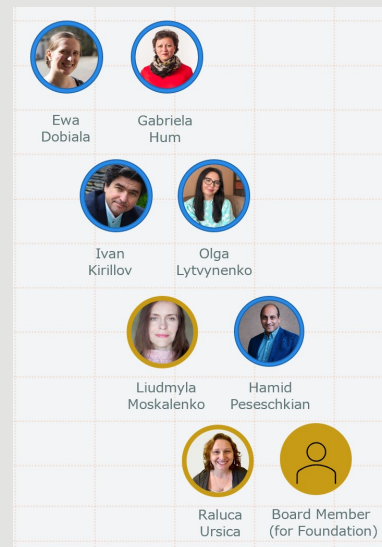 Ewa
Dobiala
Gabriela
Hum
Ivan
Kirillov
Olga
Lytvynenko
Liudmyla
Moskalenko
Hamid
Peseschkian
Raluca
Ursica
Board Member
(for Foundation)